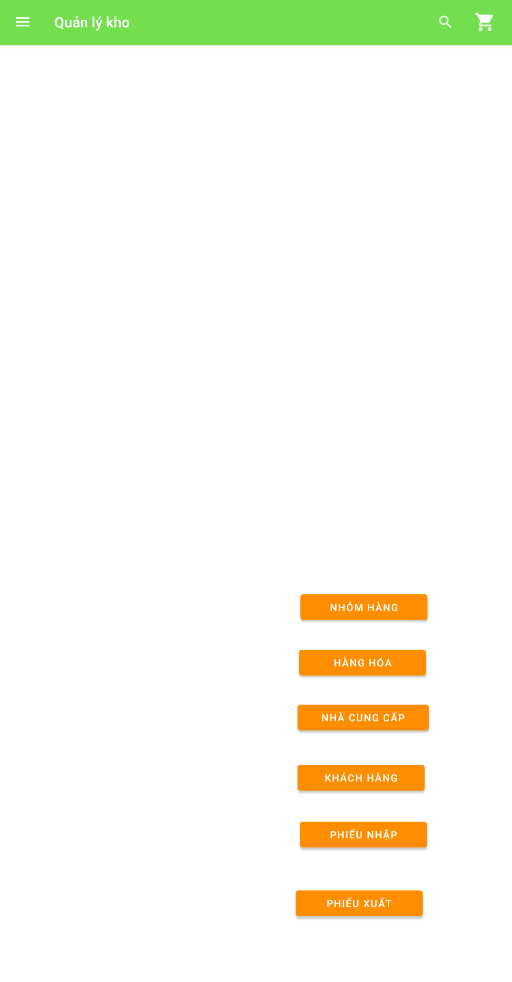 Quản lý kho
NHÓM HÀNG
HÀNG HÓA
NHÀ CUNG CẤP
KHÁCH HÀNG
PHIẾU NHẬP
PHIẾU XUẤT